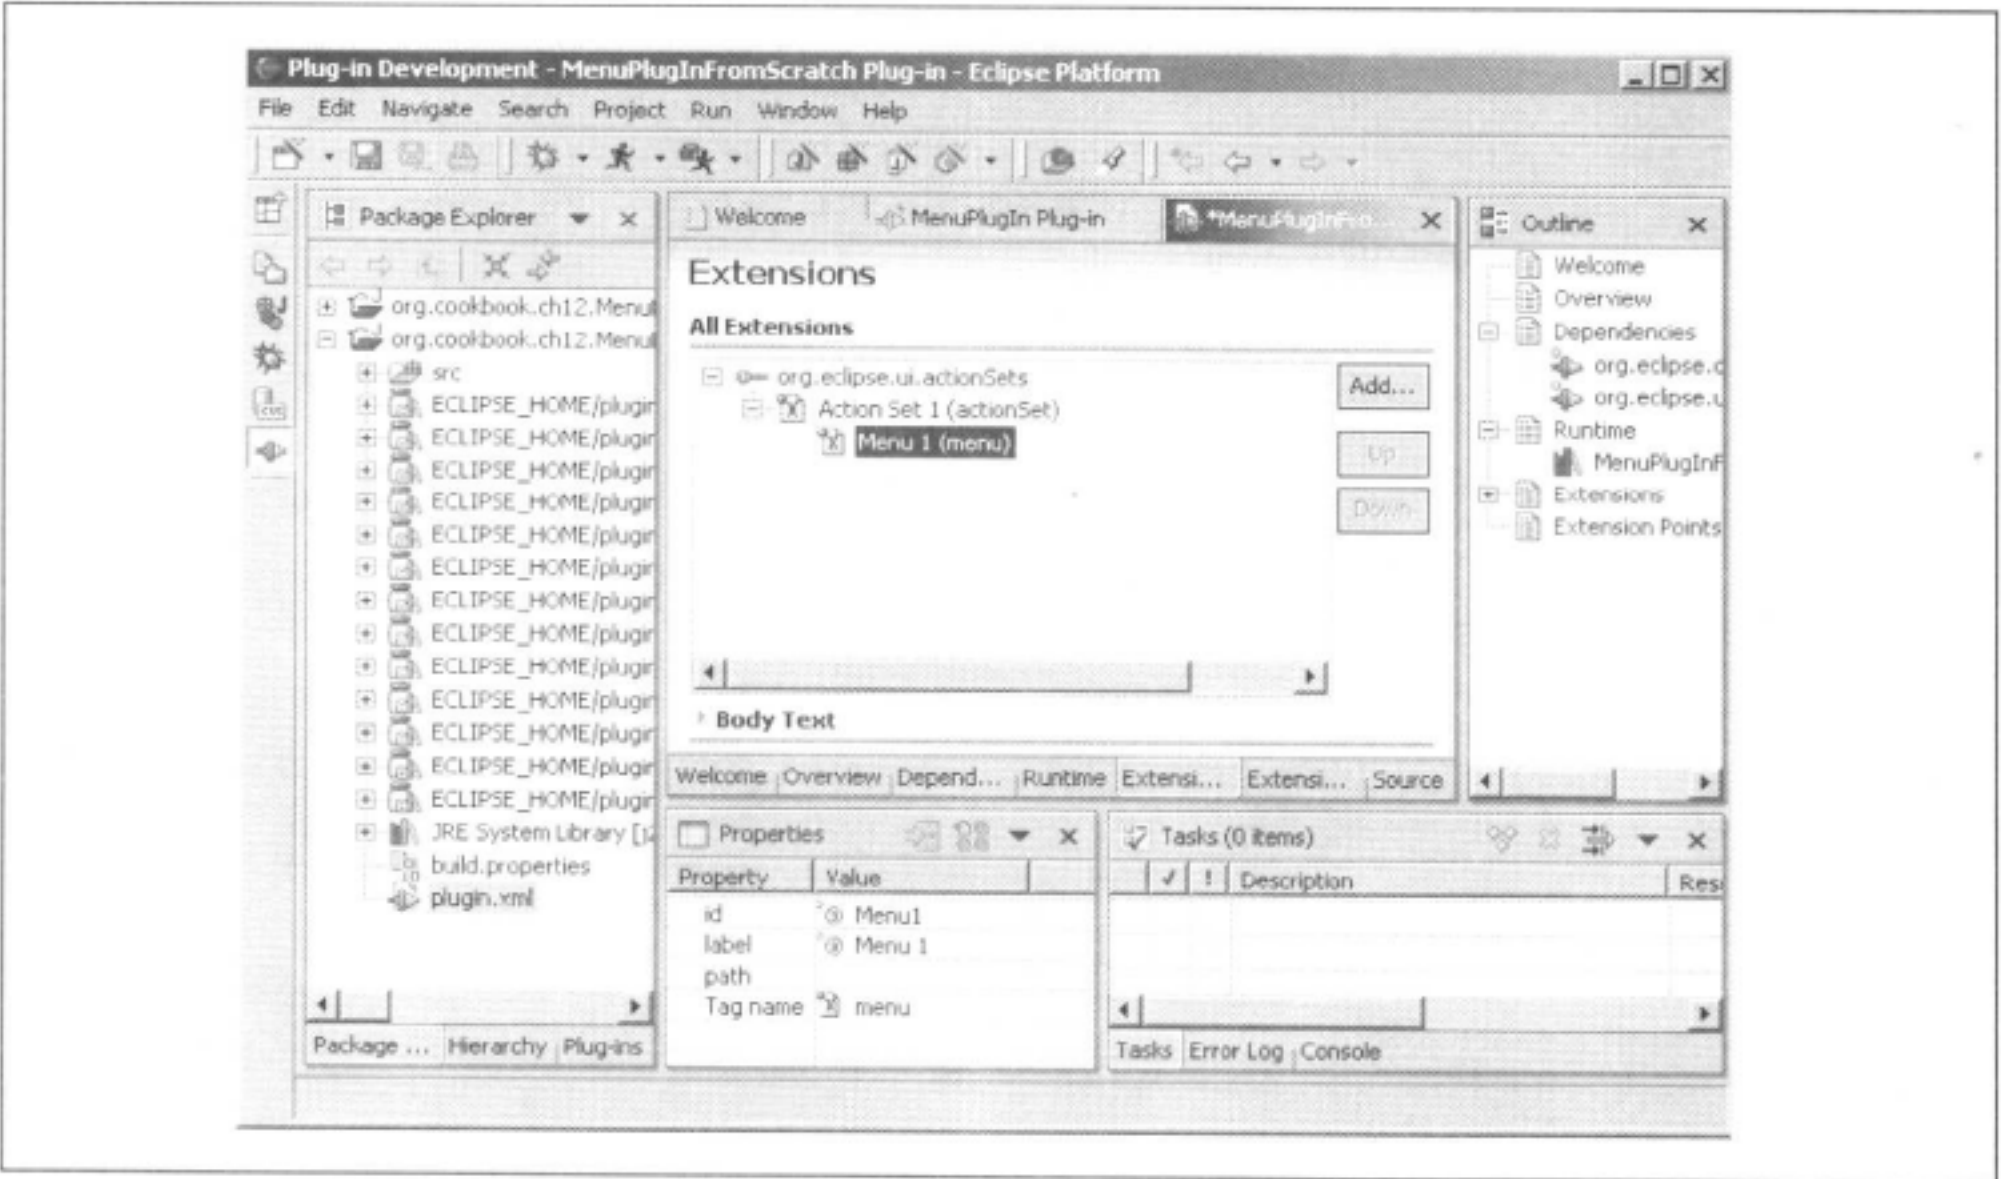 Plug-in Development - MenuPlugInFromScratch Plug-in - Eclipse Platform
File Edit Navigate Search Project Run Window Help
Package Explorer
org.cookbook.ch12.Menu
org.cookbook.ch12.Menu
src
ECLIPSE_HOME/plugin
ECLIPSE_HOME/plugin
ECLIPSE_HOME/plugin
ECLIPSE_HOME/plugin
ECLIPSE_HOME/plugin
ECLIPSE_HOME/plugin
ECLIPSE_HOME/plugin
ECLIPSE_HOME/plugin
ECLIPSE_HOME/plugin
ECLIPSE_HOME/plugin
ECLIPSE_HOME/plugin
ECLIPSE_HOME/plugin
ECLIPSE_HOME/plugin
JRE System Library [j2
build.properties
plugin.xml
Package ... Hierarchy Plug-ins
Welcome MenuPlugIn Plug-in *MenuPlugInFro...
Extensions
All Extensions
org.eclipse.ui.actionSets
Action Set 1 (actionSet)
Menu 1 (menu)
Add...
Up
Down
Body Text
Welcome Overview Depend... Runtime Extensi... Extensi... Source
Outline
Welcome
Overview
Dependencies
org.eclipse.c
org.eclipse.u
Runtime
MenuPlugInF
Extensions
Extension Points
Properties
Property Value
id Menu1
label Menu 1
path
Tag name menu
Tasks (0 items)
! Description Res
Tasks Error Log Console